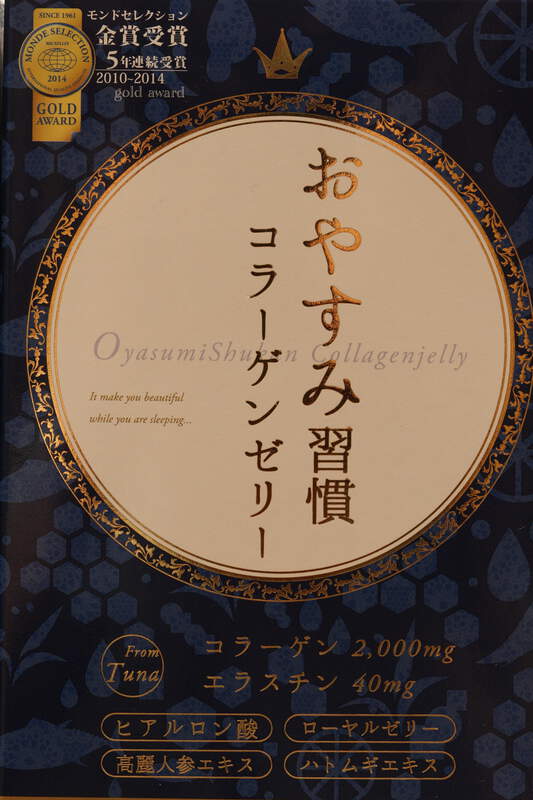 SINCE 1961
MONDE SELECTION
BRUXELLES
2014
GOLD
AWARD
モンドセレクション
金賞受賞
5年連続受賞
2010~2014
gold award
おやすみ習慣
コラーゲンゼリー
OyasumiShukan Collagenjelly
It make you beautiful
while you are sleeping...
From
Tuna
コラーゲン 2,000mg
エラスチン 40mg
ヒアルロン酸
ローヤルゼリー
高麗人参エキス
ハトムギエキス